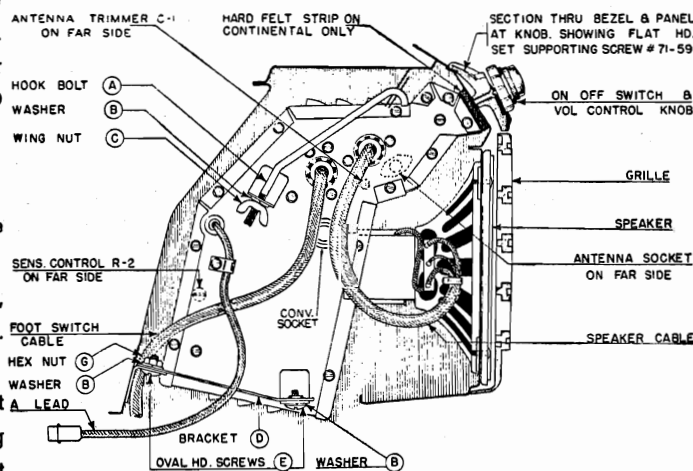 ANTENNA TRIMMER C-1
ON FAR SIDE
HARD FELT STRIP ON
CONTINENTAL ONLY
SECTION THRU BEZEL & PANEL
AT KNOB. SHOWING FLAT HD.
SET SUPPORTING SCREW #71-59
HOOK BOLT A
WASHER B
WING NUT C
ON OFF SWITCH &
VOL CONTROL KNOB
GRILLE
SPEAKER
ANTENNA SOCKET
ON FAR SIDE
SENS. CONTROL R-2
ON FAR SIDE
CONV.
SOCKET
SPEAKER CABLE
FOOT SWITCH
CABLE
HEX NUT G
WASHER B
A LEAD
BRACKET D
OVAL HD. SCREWS E
WASHER B